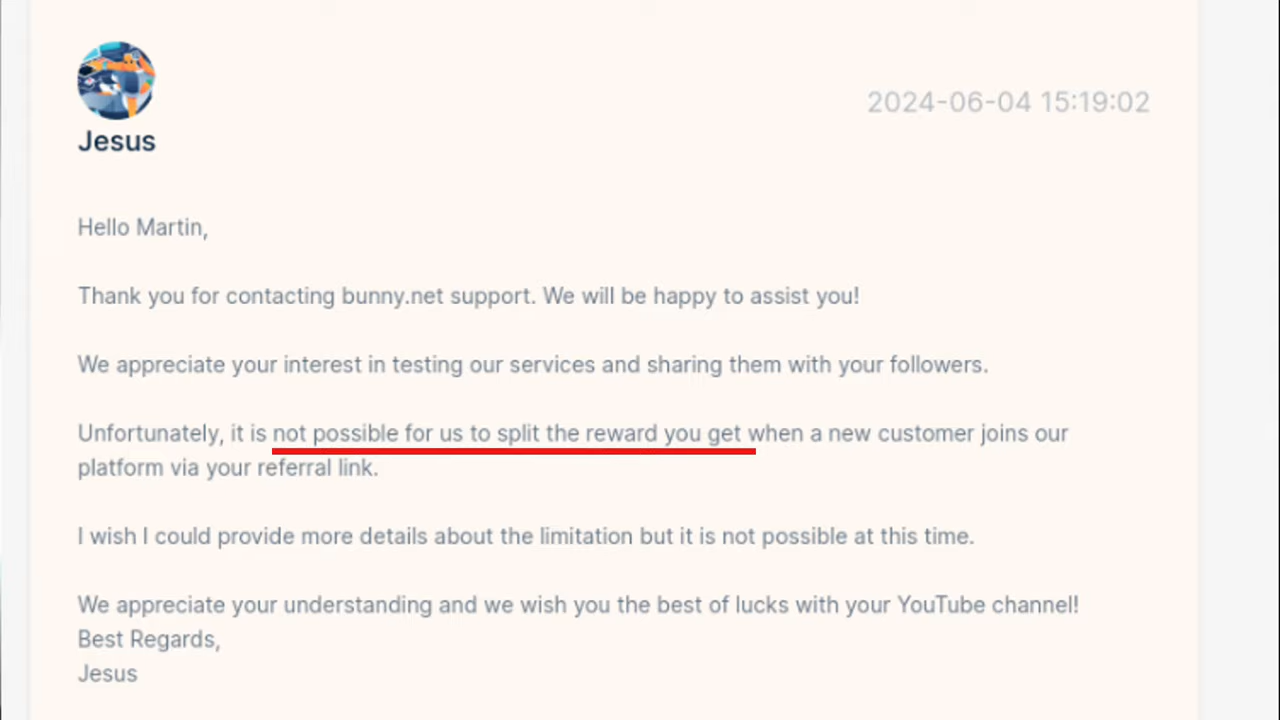 Jesus
2024-06-04 15:19:02
Hello Martin,
Thank you for contacting bunny.net support. We will be happy to assist you!
We appreciate your interest in testing our services and sharing them with your followers.
Unfortunately, it is not possible for us to split the reward you get when a new customer joins our
platform via your referral link.
I wish I could provide more details about the limitation but it is not possible at this time.
We appreciate your understanding and we wish you the best of lucks with your YouTube channel!
Best Regards,
Jesus